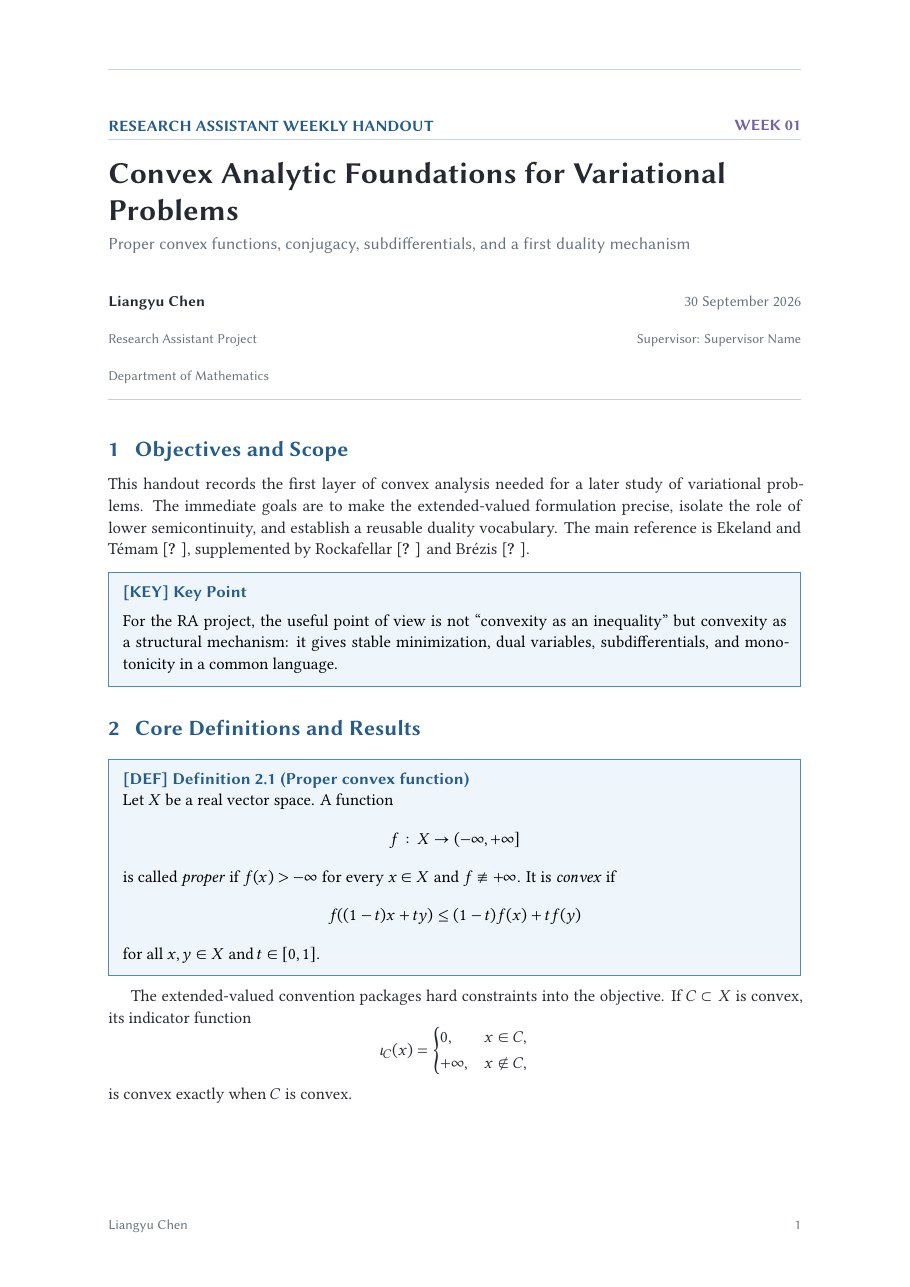 RESEARCH ASSISTANT WEEKLY HANDOUT WEEK 01
Convex Analytic Foundations for Variational
Problems
Proper convex functions, conjugacy, subdifferentials, and a first duality mechanism
Liangyu Chen 30 September 2026
Research Assistant Project Supervisor: Supervisor Name
Department of Mathematics
1 Objectives and Scope
This handout records the first layer of convex analysis needed for a later study of variational prob-
lems. The immediate goals are to make the extended-valued formulation precise, isolate the role of
lower semicontinuity, and establish a reusable duality vocabulary. The main reference is Ekeland and
Témam [? ], supplemented by Rockafellar [? ] and Brézis [? ].
[KEY] Key Point
For the RA project, the useful point of view is not “convexity as an inequality” but convexity as
a structural mechanism: it gives stable minimization, dual variables, subdifferentials, and mono-
tonicity in a common language.
2 Core Definitions and Results
[DEF] Definition 2.1 (Proper convex function)
Let X be a real vector space. A function
f : X → (−∞, +∞]
is called proper if f(x) > −∞ for every x ∈ X and f ≢ +∞. It is convex if
f((1 − t)x + ty) ≤ (1 − t)f(x) + tf(y)
for all x, y ∈ X and t ∈ [0, 1].
The extended-valued convention packages hard constraints into the objective. If C ⊂ X is convex,
its indicator function
ι_C(x) = { 0, x ∈ C,
+∞, x ∉ C,
is convex exactly when C is convex.
Liangyu Chen 1